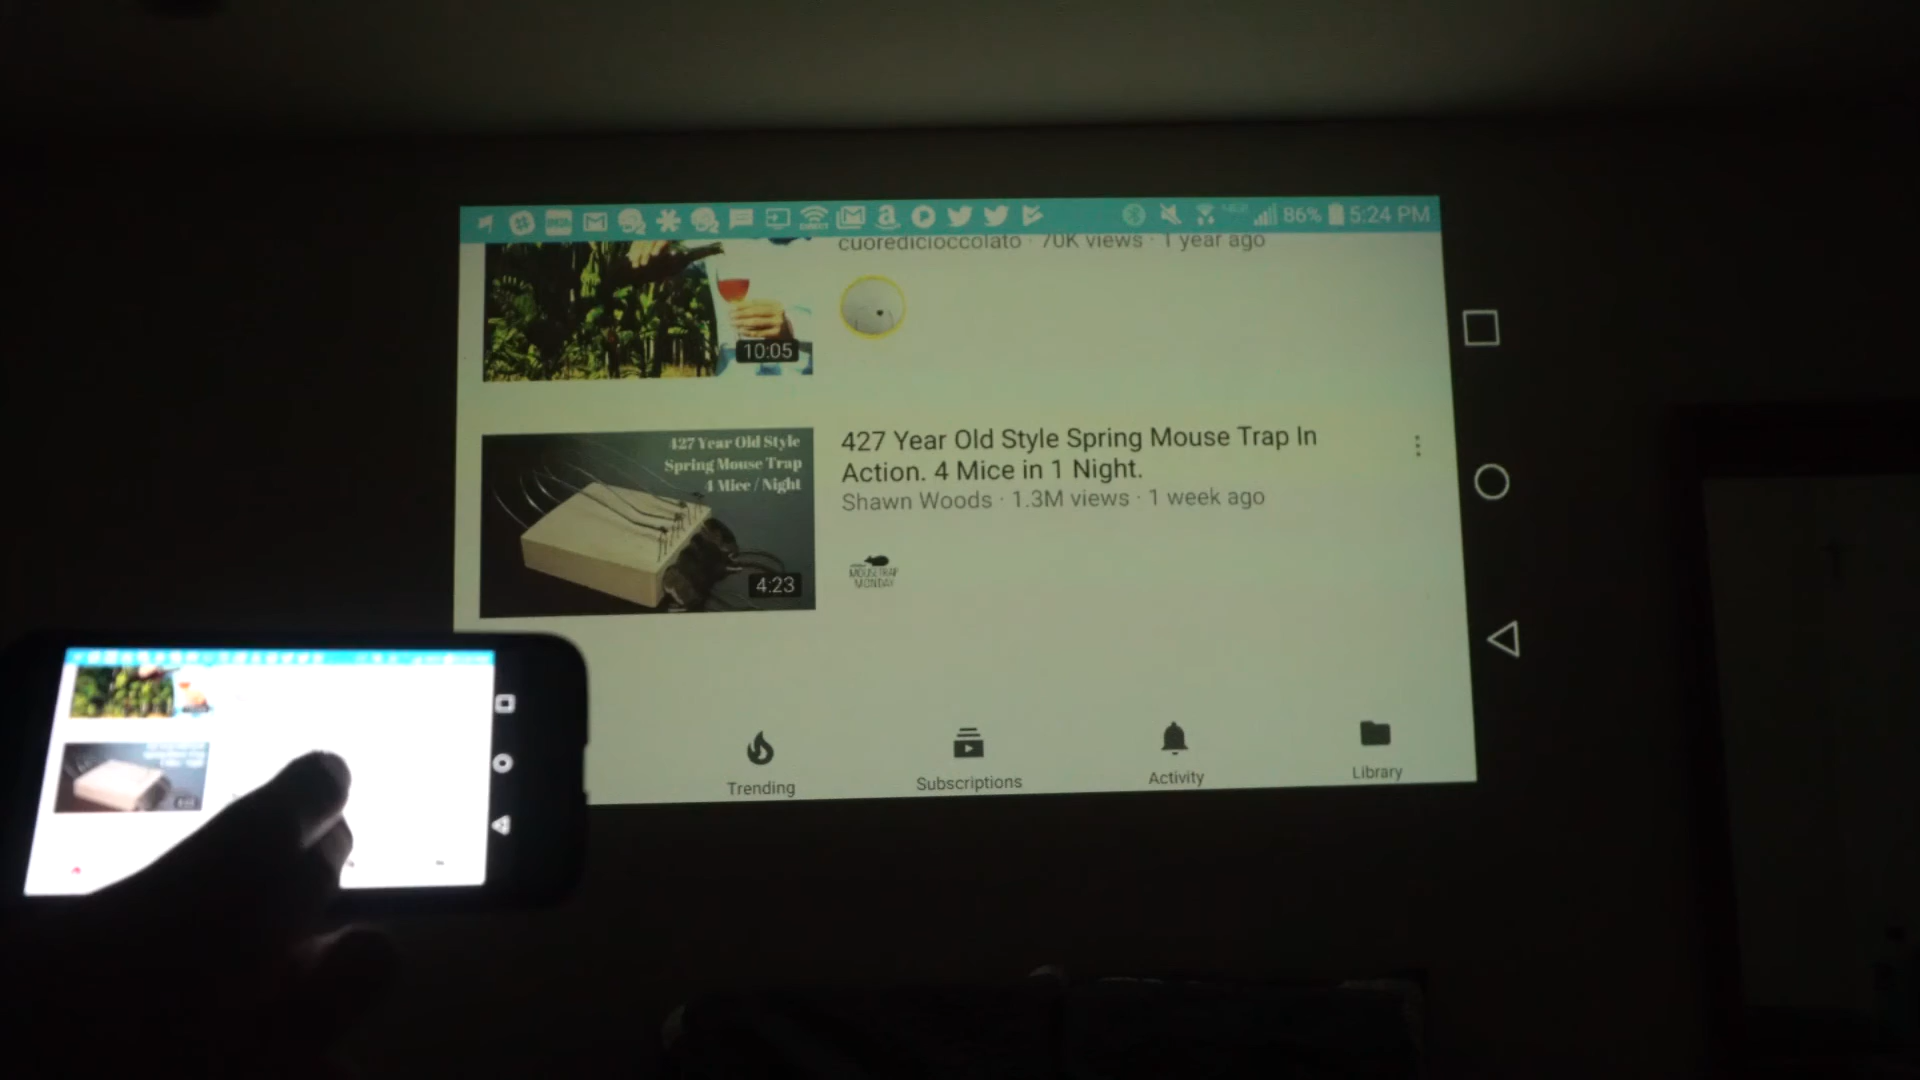 86% 5:24 PM
cuoredicioccolato · 70K views · 1 year ago
10:05
427 Year Old Style
Spring Mouse Trap
4 Mice / Night
4:23
427 Year Old Style Spring Mouse Trap In
Action. 4 Mice in 1 Night.
Shawn Woods · 1.3M views · 1 week ago
MOUSETRAP
MONDAY
Trending
Subscriptions
Activity
Library